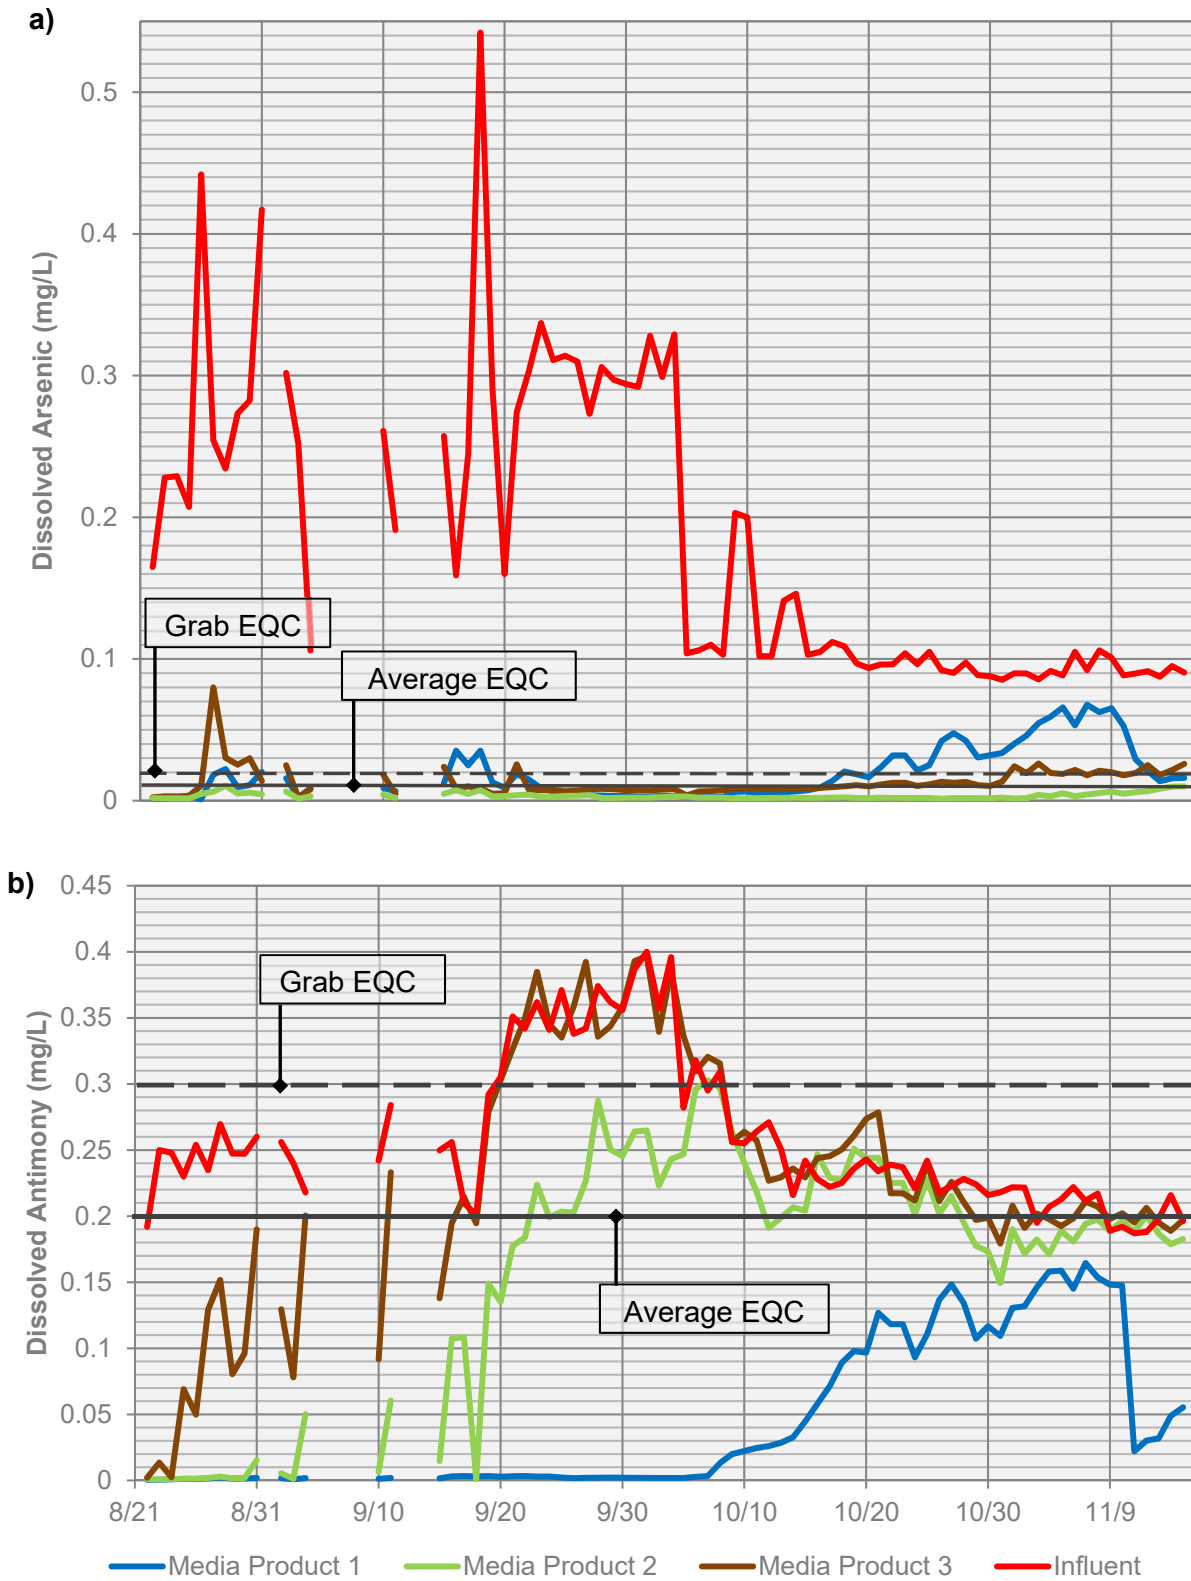 a)
Dissolved Arsenic (mg/L)
0.5
0.4
0.3
0.2
0.1
0
Grab EQC
Average EQC
b)
Dissolved Antimony (mg/L)
0.45
0.4
0.35
0.3
0.25
0.2
0.15
0.1
0.05
0
Grab EQC
Average EQC
8/21 8/31 9/10 9/20 9/30 10/10 10/20 10/30 11/9
Media Product 1 Media Product 2 Media Product 3 Influent